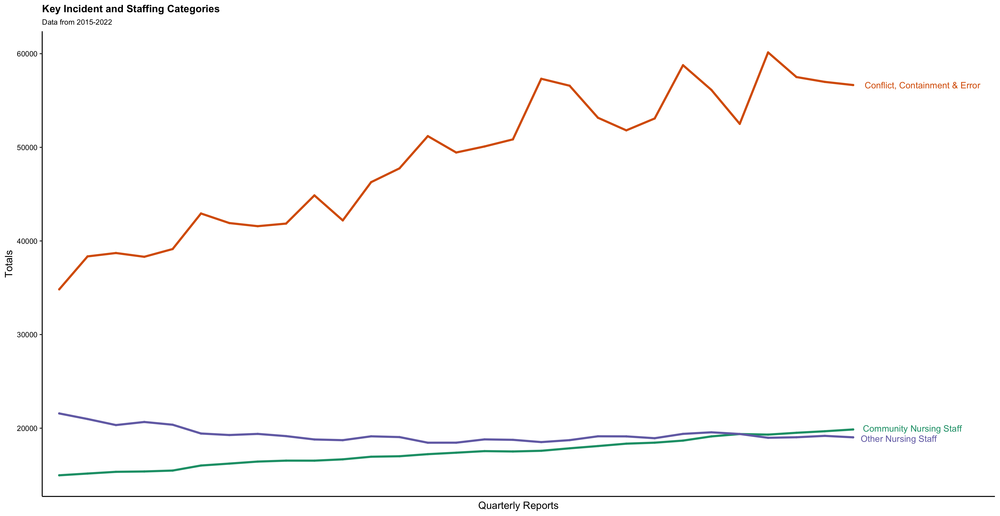 Key Incident and Staffing Categories
Data from 2015-2022
60000
50000
40000
30000
20000
Totals
Conflict, Containment & Error
Community Nursing Staff
Other Nursing Staff
Quarterly Reports